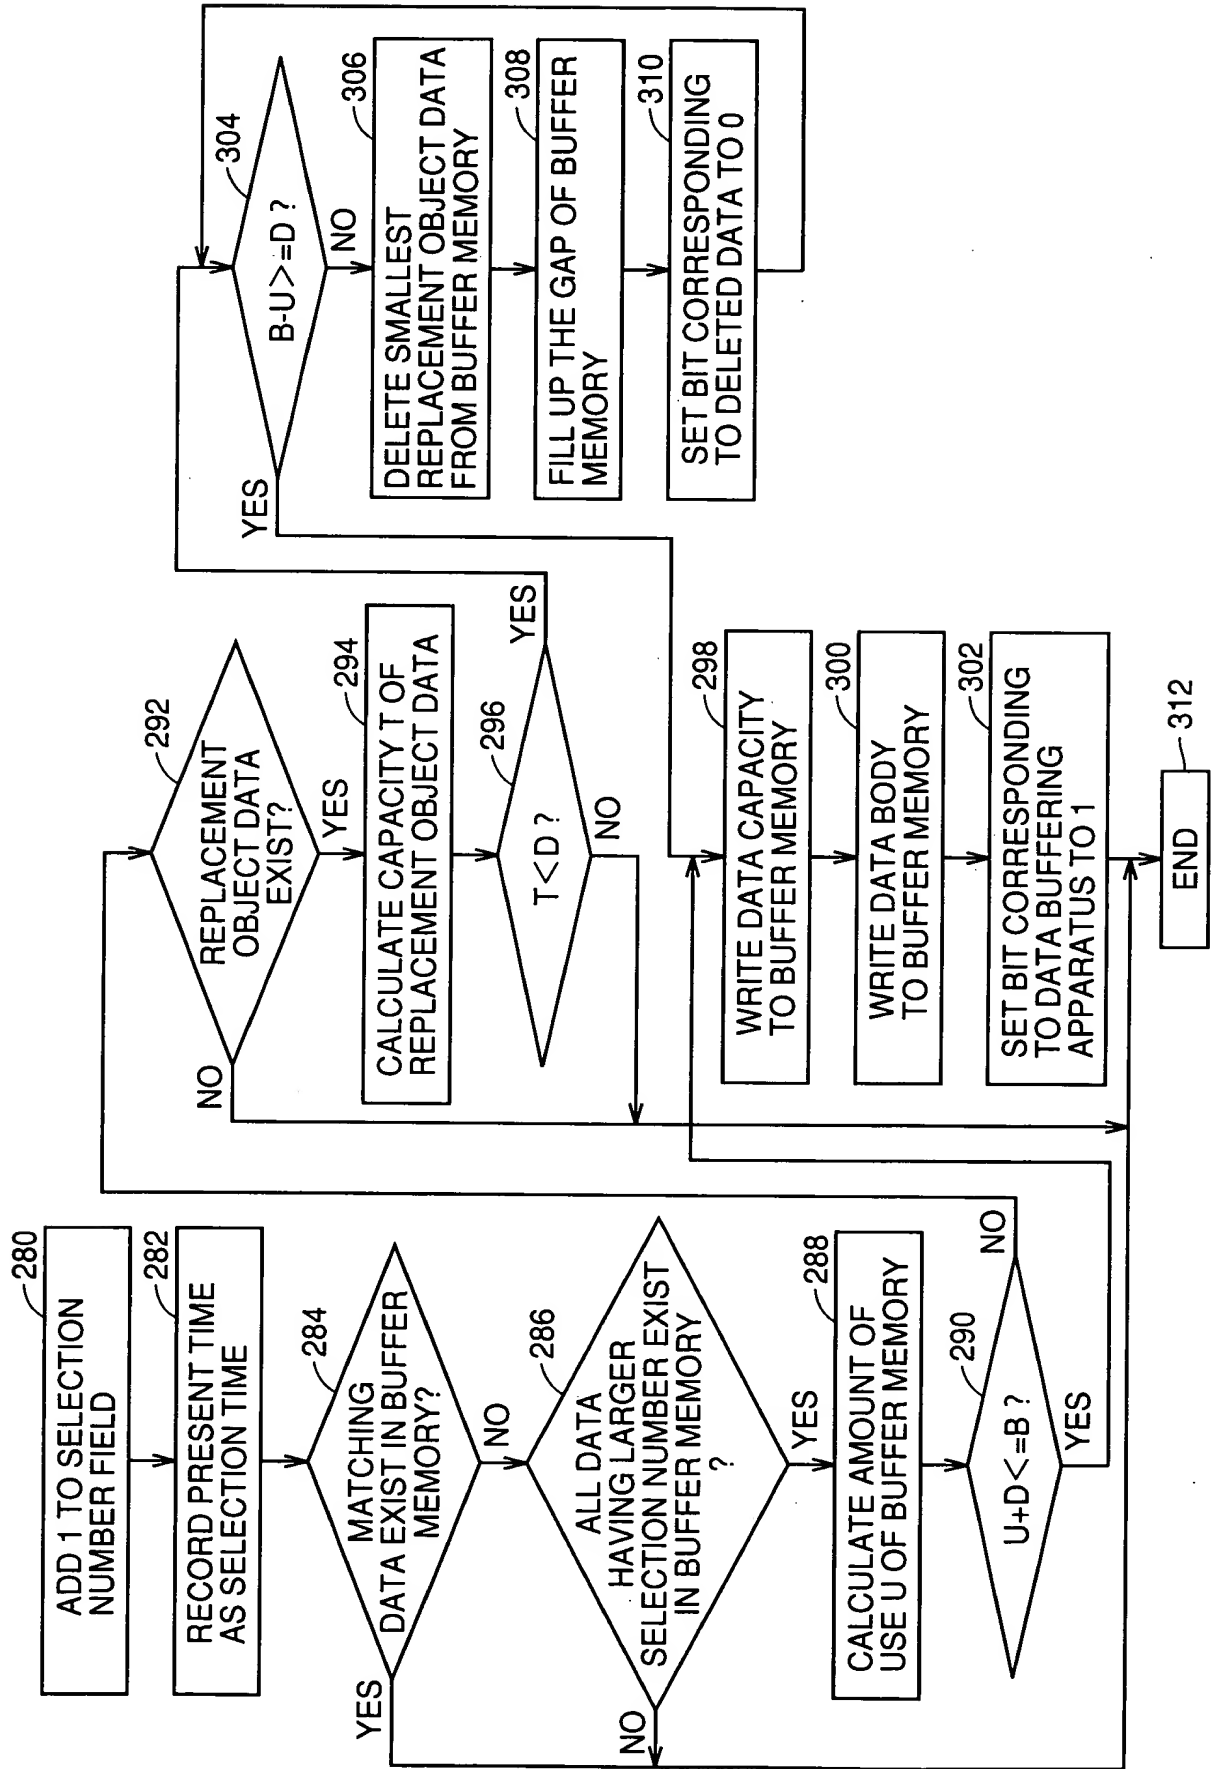 280
ADD 1 TO SELECTION
NUMBER FIELD
282
RECORD PRESENT TIME
AS SELECTION TIME
284
MATCHING
DATA EXIST IN BUFFER
MEMORY?
YES
NO
286
ALL DATA
HAVING LARGER
SELECTION NUMBER EXIST
IN BUFFER MEMORY
?
NO
YES
288
CALCULATE AMOUNT OF
USE U OF BUFFER MEMORY
290
U+D<=B ?
NO
YES
292
REPLACEMENT
OBJECT DATA
EXIST?
NO
YES
294
CALCULATE CAPACITY T OF
REPLACEMENT OBJECT DATA
296
T<D ?
YES
NO
298
WRITE DATA CAPACITY
TO BUFFER MEMORY
300
WRITE DATA BODY
TO BUFFER MEMORY
302
SET BIT CORRESPONDING
TO DATA BUFFERING
APPARATUS TO 1
312
END
304
B-U>=D ?
YES
NO
306
DELETE SMALLEST
REPLACEMENT OBJECT DATA
FROM BUFFER MEMORY
308
FILL UP THE GAP OF BUFFER
MEMORY
310
SET BIT CORRESPONDING
TO DELETED DATA TO 0